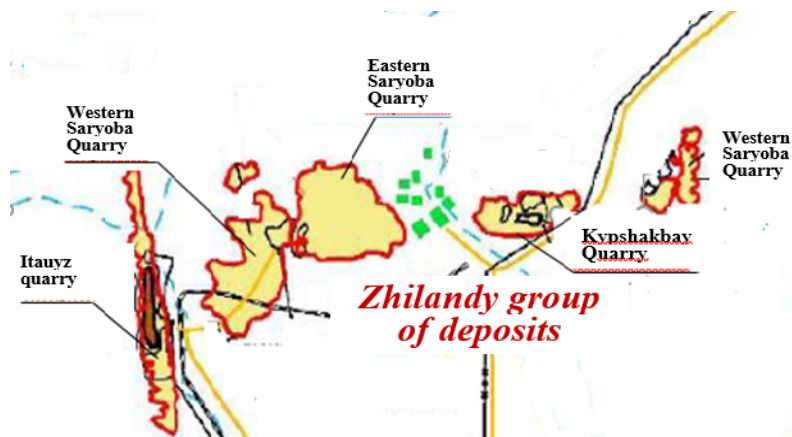 Eastern
Saryoba
Quarry
Western
Saryoba
Quarry
Western
Saryoba
Quarry
Itauyz
quarry
Kypshakbay
Quarry
Zhilandy group
of deposits